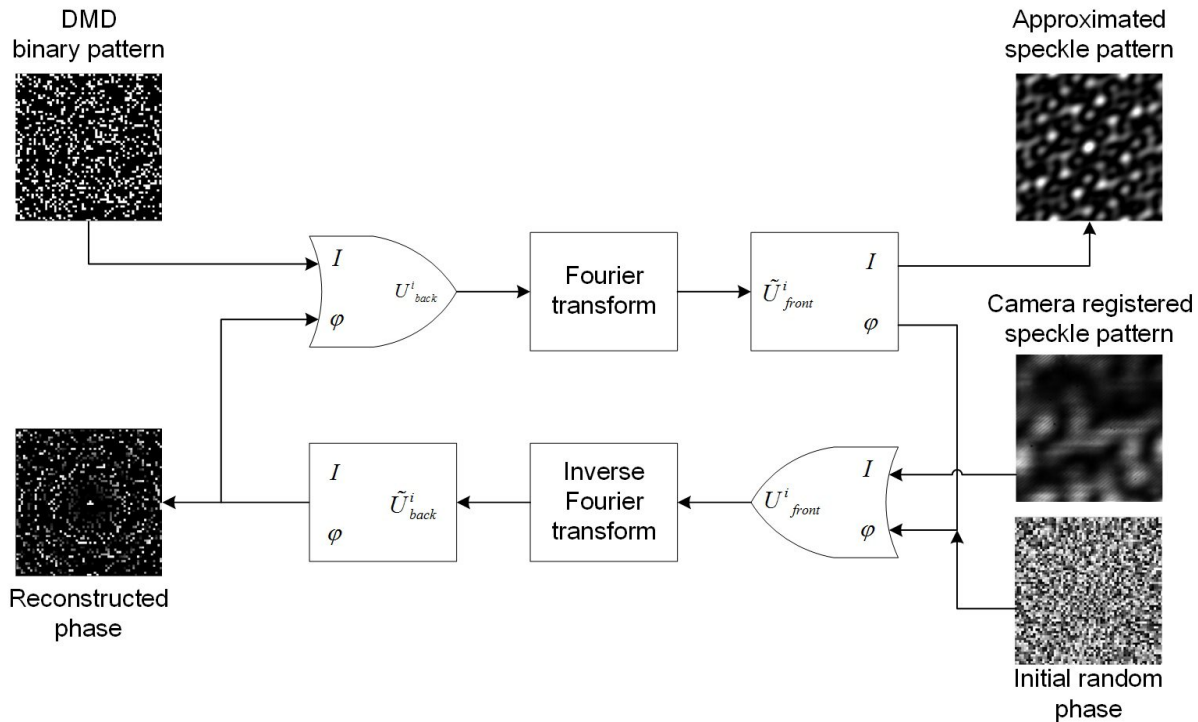 DMD
binary pattern
Approximated
speckle pattern
I
φ
U^i_back
Fourier
transform
Ũ^i_front
I
φ
Camera registered
speckle pattern
I
φ
Ũ^i_back
Inverse
Fourier
transform
U^i_front
I
φ
Reconstructed
phase
Initial random
phase